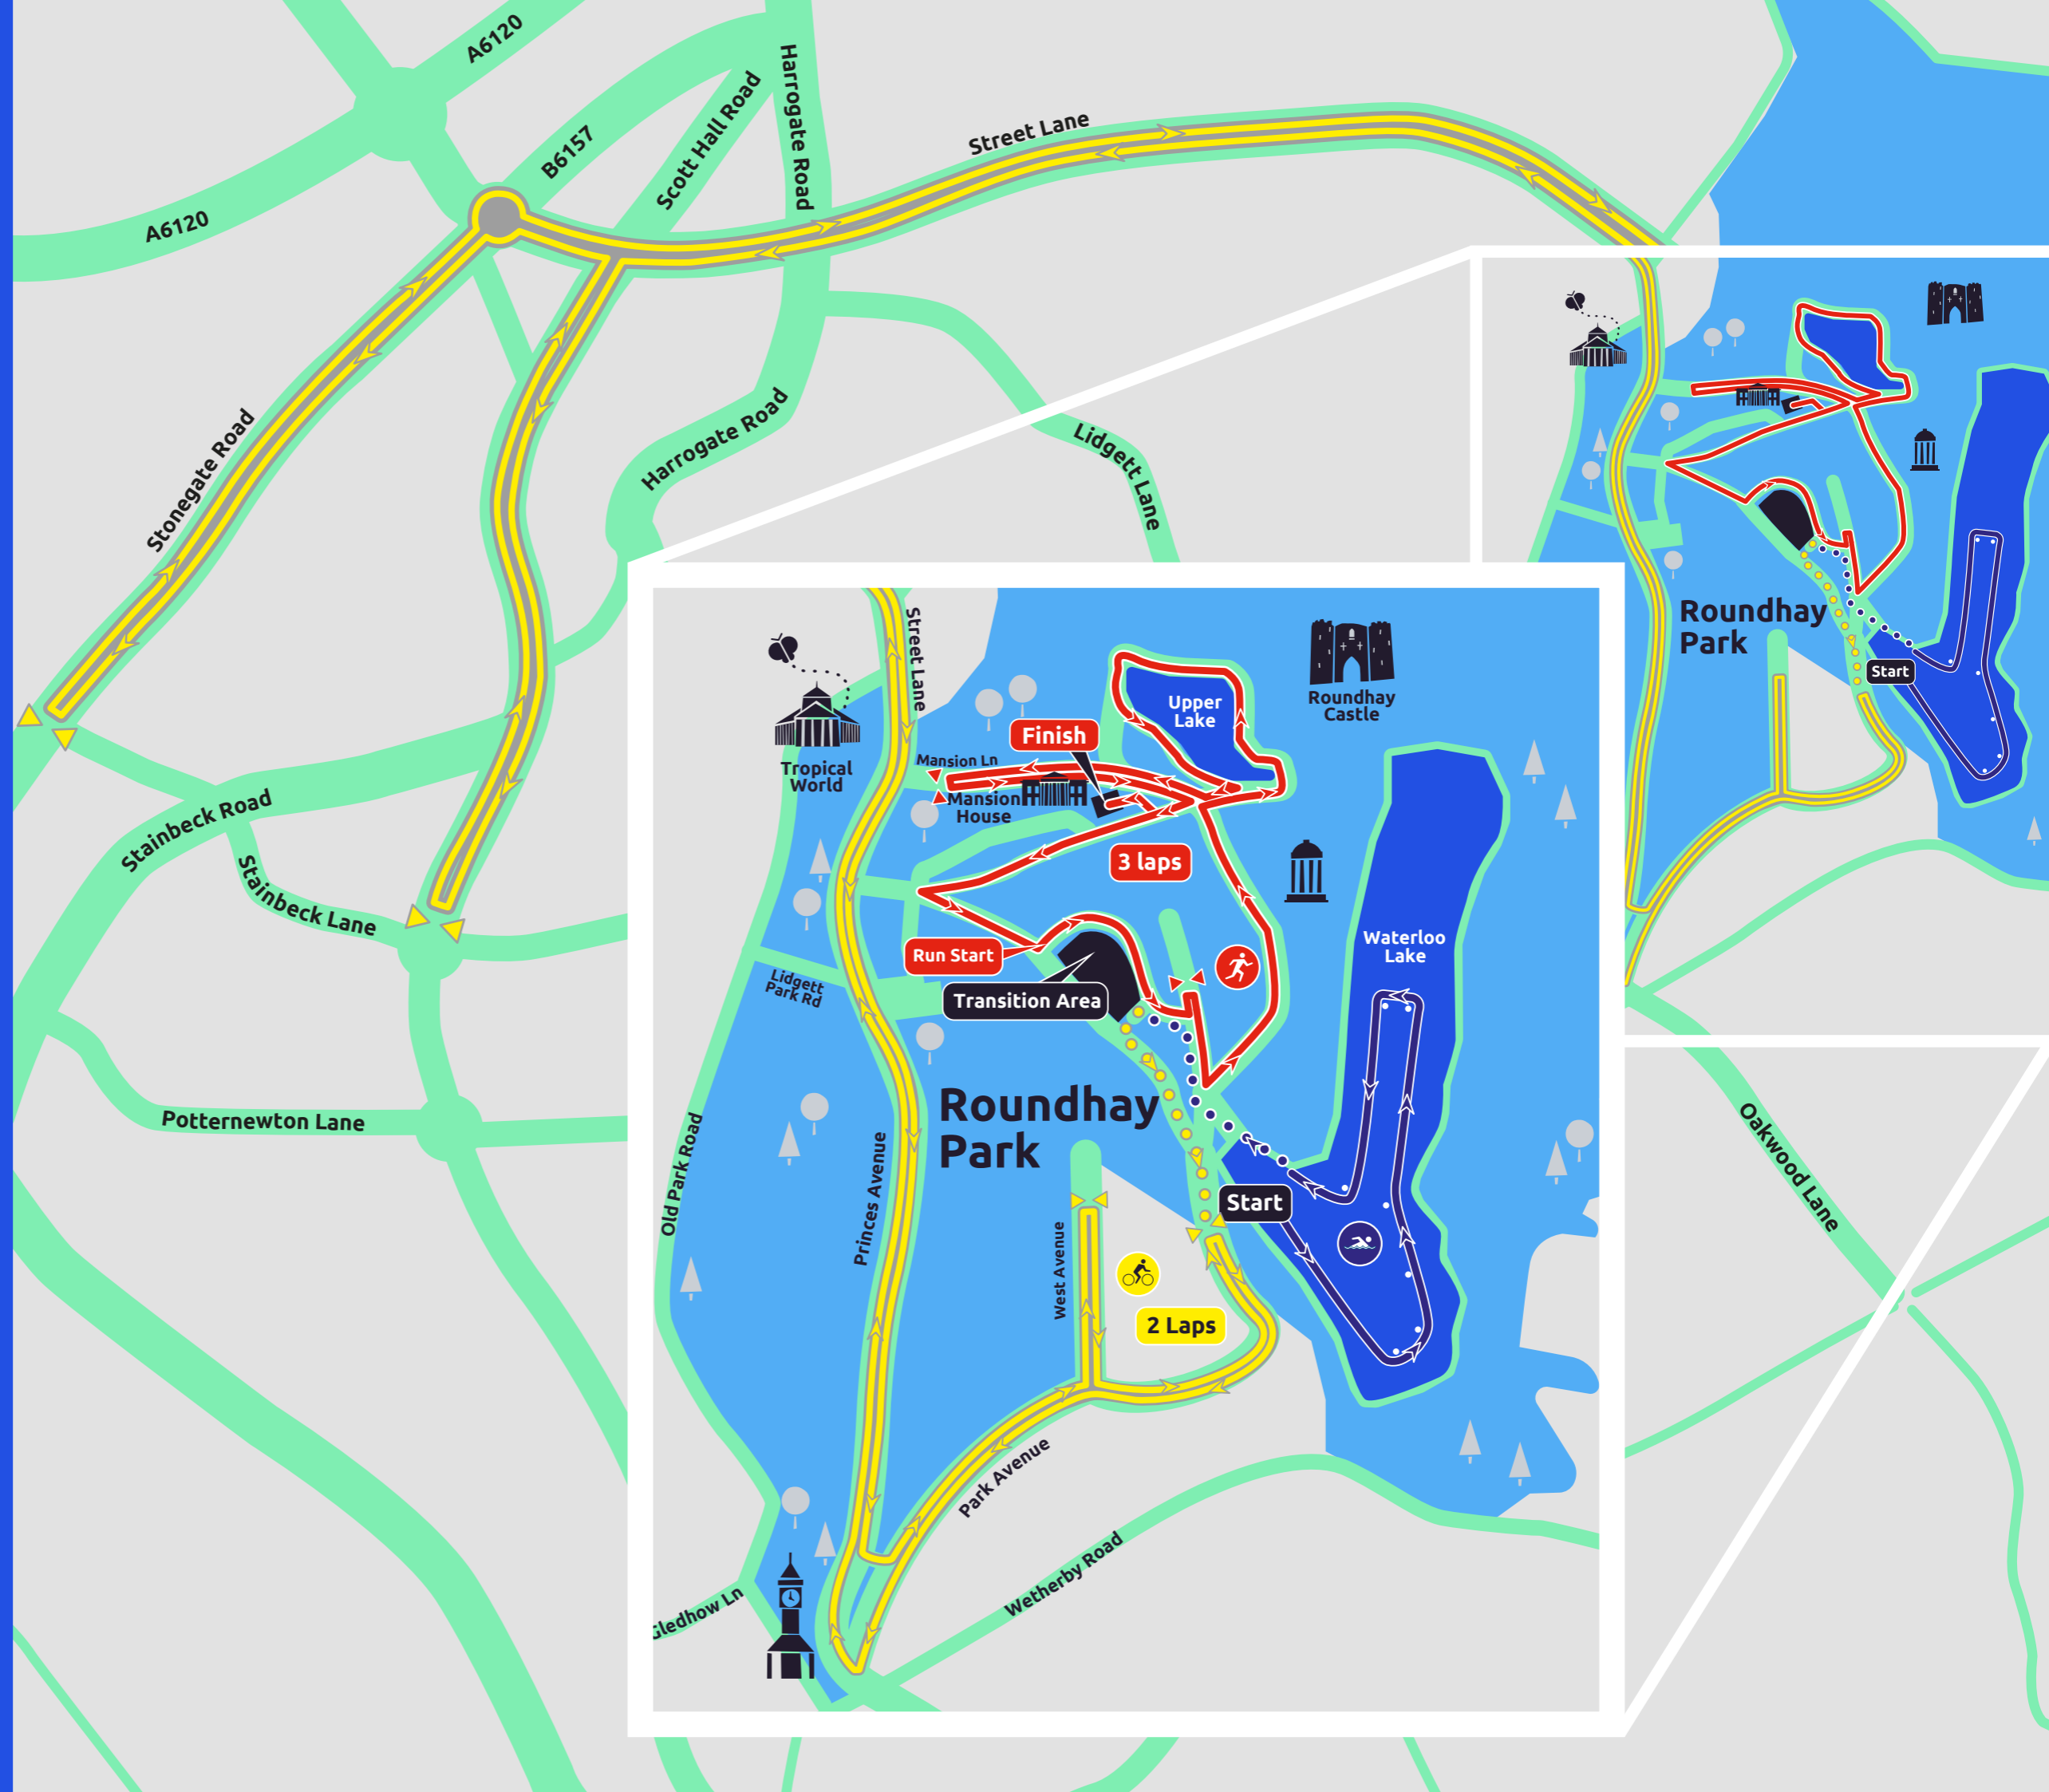 A6120
A6120
B6157
Scott Hall Road
Harrogate Road
Street Lane
Stonegate Road
Harrogate Road
Lidgett Lane
Stainbeck Road
Stainbeck Lane
Potternewton Lane
Oakwood Lane
Roundhay
Park
Start
Street Lane
Tropical
World
Mansion Ln
Mansion
House
Finish
Upper
Lake
Roundhay
Castle
3 laps
Run Start
Transition Area
Waterloo
Lake
Lidgett
Park Rd
Roundhay
Park
Old Park Road
Princes Avenue
West Avenue
Start
2 Laps
Park Avenue
Wetherby Road
Gledhow Ln